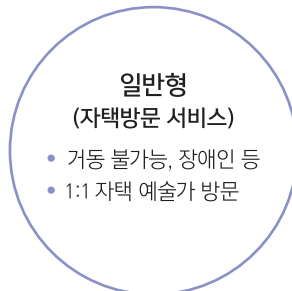 일반형
(자택방문 서비스)
• 거동 불가능, 장애인 등
• 1:1 자택 예술가 방문